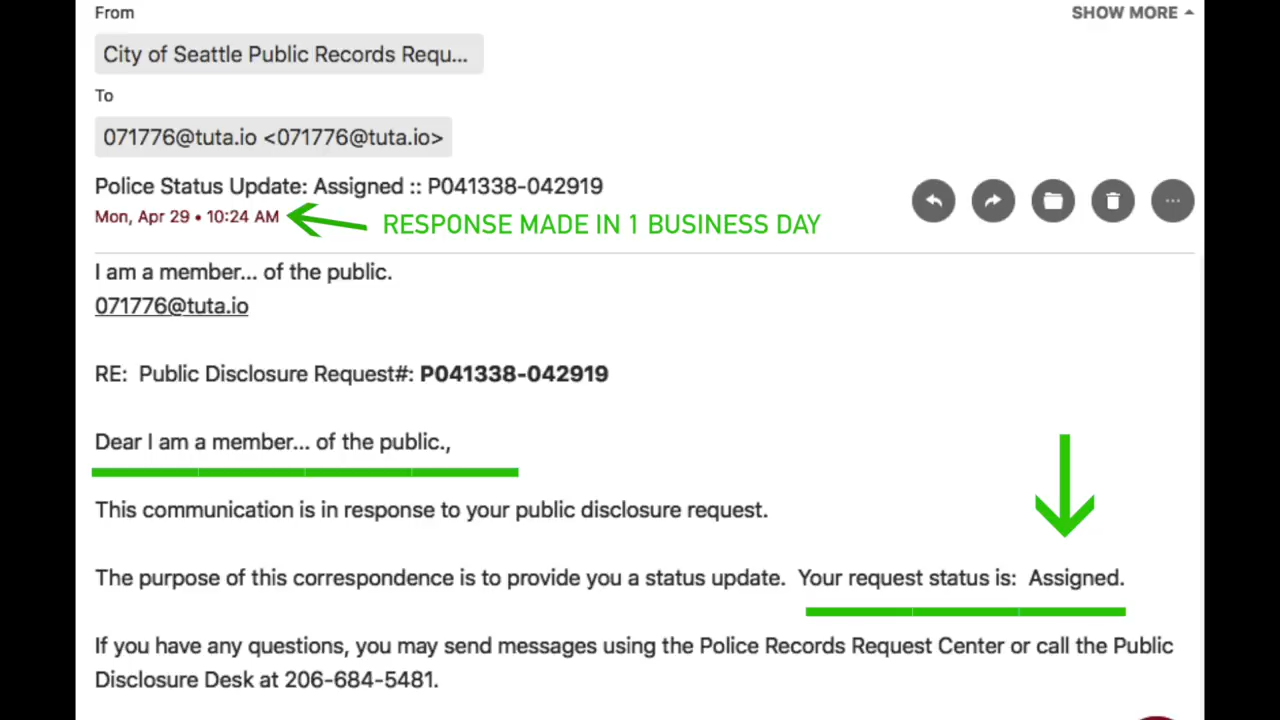 From
SHOW MORE
City of Seattle Public Records Requ...
To
071776@tuta.io <071776@tuta.io>
Police Status Update: Assigned :: P041338-042919
Mon, Apr 29 • 10:24 AM
RESPONSE MADE IN 1 BUSINESS DAY
I am a member... of the public.
071776@tuta.io
RE:  Public Disclosure Request#: P041338-042919
Dear I am a member... of the public.,
This communication is in response to your public disclosure request.
The purpose of this correspondence is to provide you a status update.  Your request status is:  Assigned.
If you have any questions, you may send messages using the Police Records Request Center or call the Public
Disclosure Desk at 206-684-5481.